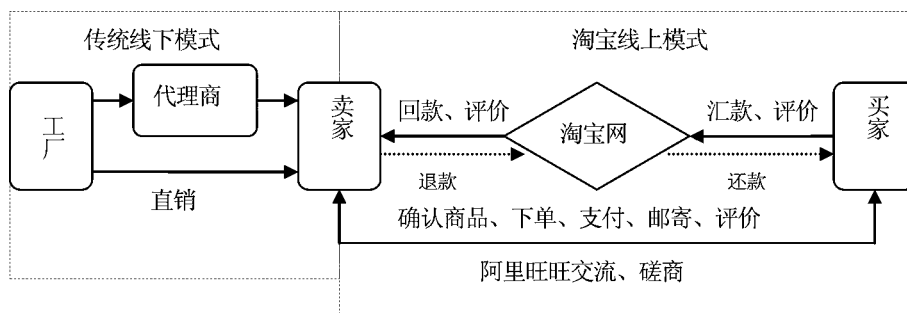 传统线下模式
淘宝线上模式
工厂
代理商
卖家
直销
回款、评价
淘宝网
汇款、评价
买家
退款
还款
确认商品、下单、支付、邮寄、评价
阿里旺旺交流、磋商